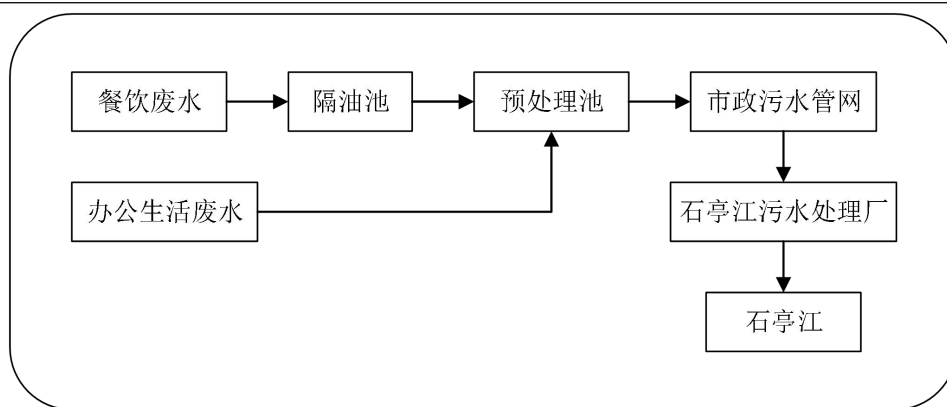 餐饮废水
隔油池
预处理池
市政污水管网
办公生活废水
石亭江污水处理厂
石亭江